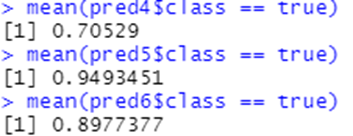 > mean(pred4$class == true)
[1] 0.70529
> mean(pred5$class == true)
[1] 0.9493451
> mean(pred6$class == true)
[1] 0.8977377